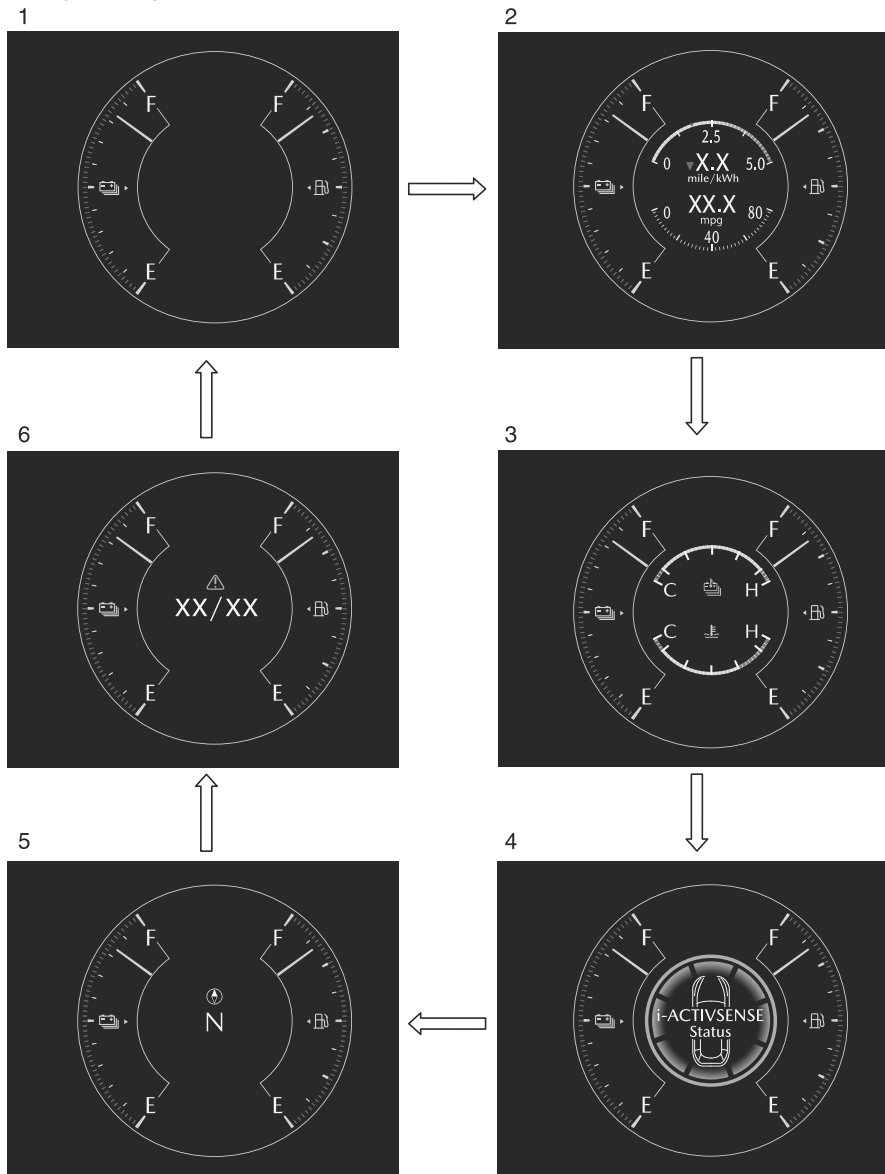 1
F F
E E
2
F F
2.5
0 ▼X.X 5.0
mile/kWh
XX.X
0 mpg 80
40
E E
3
F F
C H
C H
E E
4
F F
i-ACTIVSENSE
Status
E E
5
F F
N
E E
6
F F
XX/XX
E E